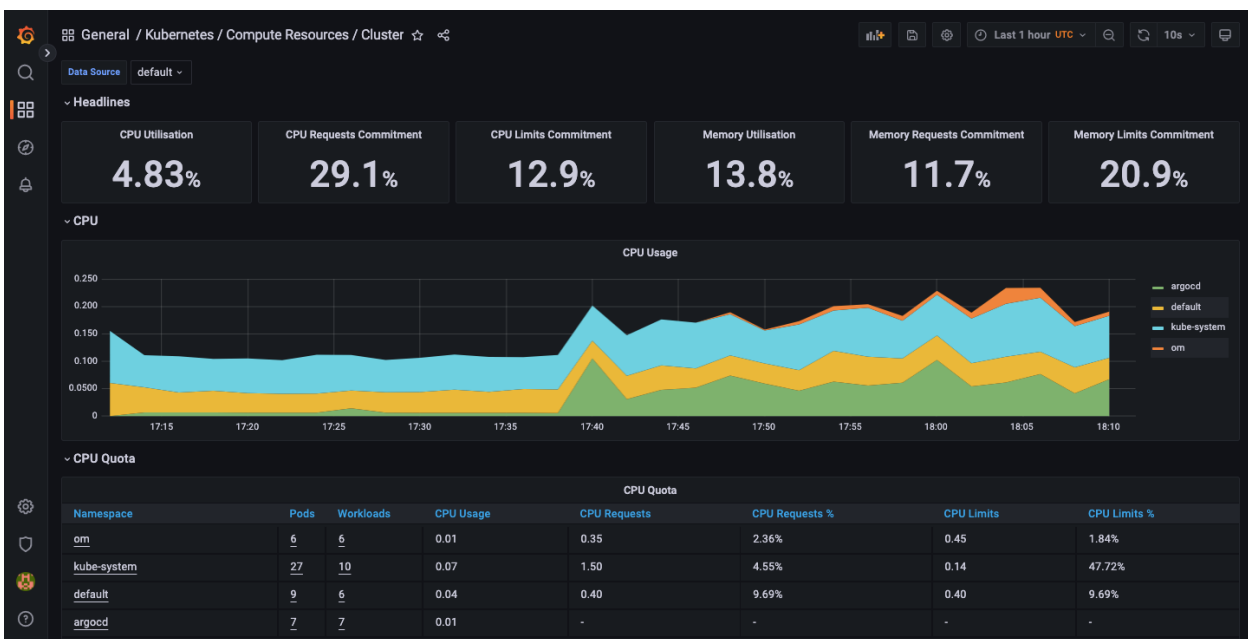 General / Kubernetes / Compute Resources / Cluster
Last 1 hour UTC
10s
Data Source default
Headlines
CPU Utilisation CPU Requests Commitment CPU Limits Commitment Memory Utilisation Memory Requests Commitment Memory Limits Commitment
4.83% 29.1% 12.9% 13.8% 11.7% 20.9%
CPU
CPU Usage
0.250
0.200
0.150
0.100
0.0500
0
17:15 17:20 17:25 17:30 17:35 17:40 17:45 17:50 17:55 18:00 18:05 18:10
argocd
default
kube-system
om
CPU Quota
CPU Quota
Namespace Pods Workloads CPU Usage CPU Requests CPU Requests % CPU Limits CPU Limits %
om 6 6 0.01 0.35 2.36% 0.45 1.84%
kube-system 27 10 0.07 1.50 4.55% 0.14 47.72%
default 9 6 0.04 0.40 9.69% 0.40 9.69%
argocd 7 7 0.01 - - - -